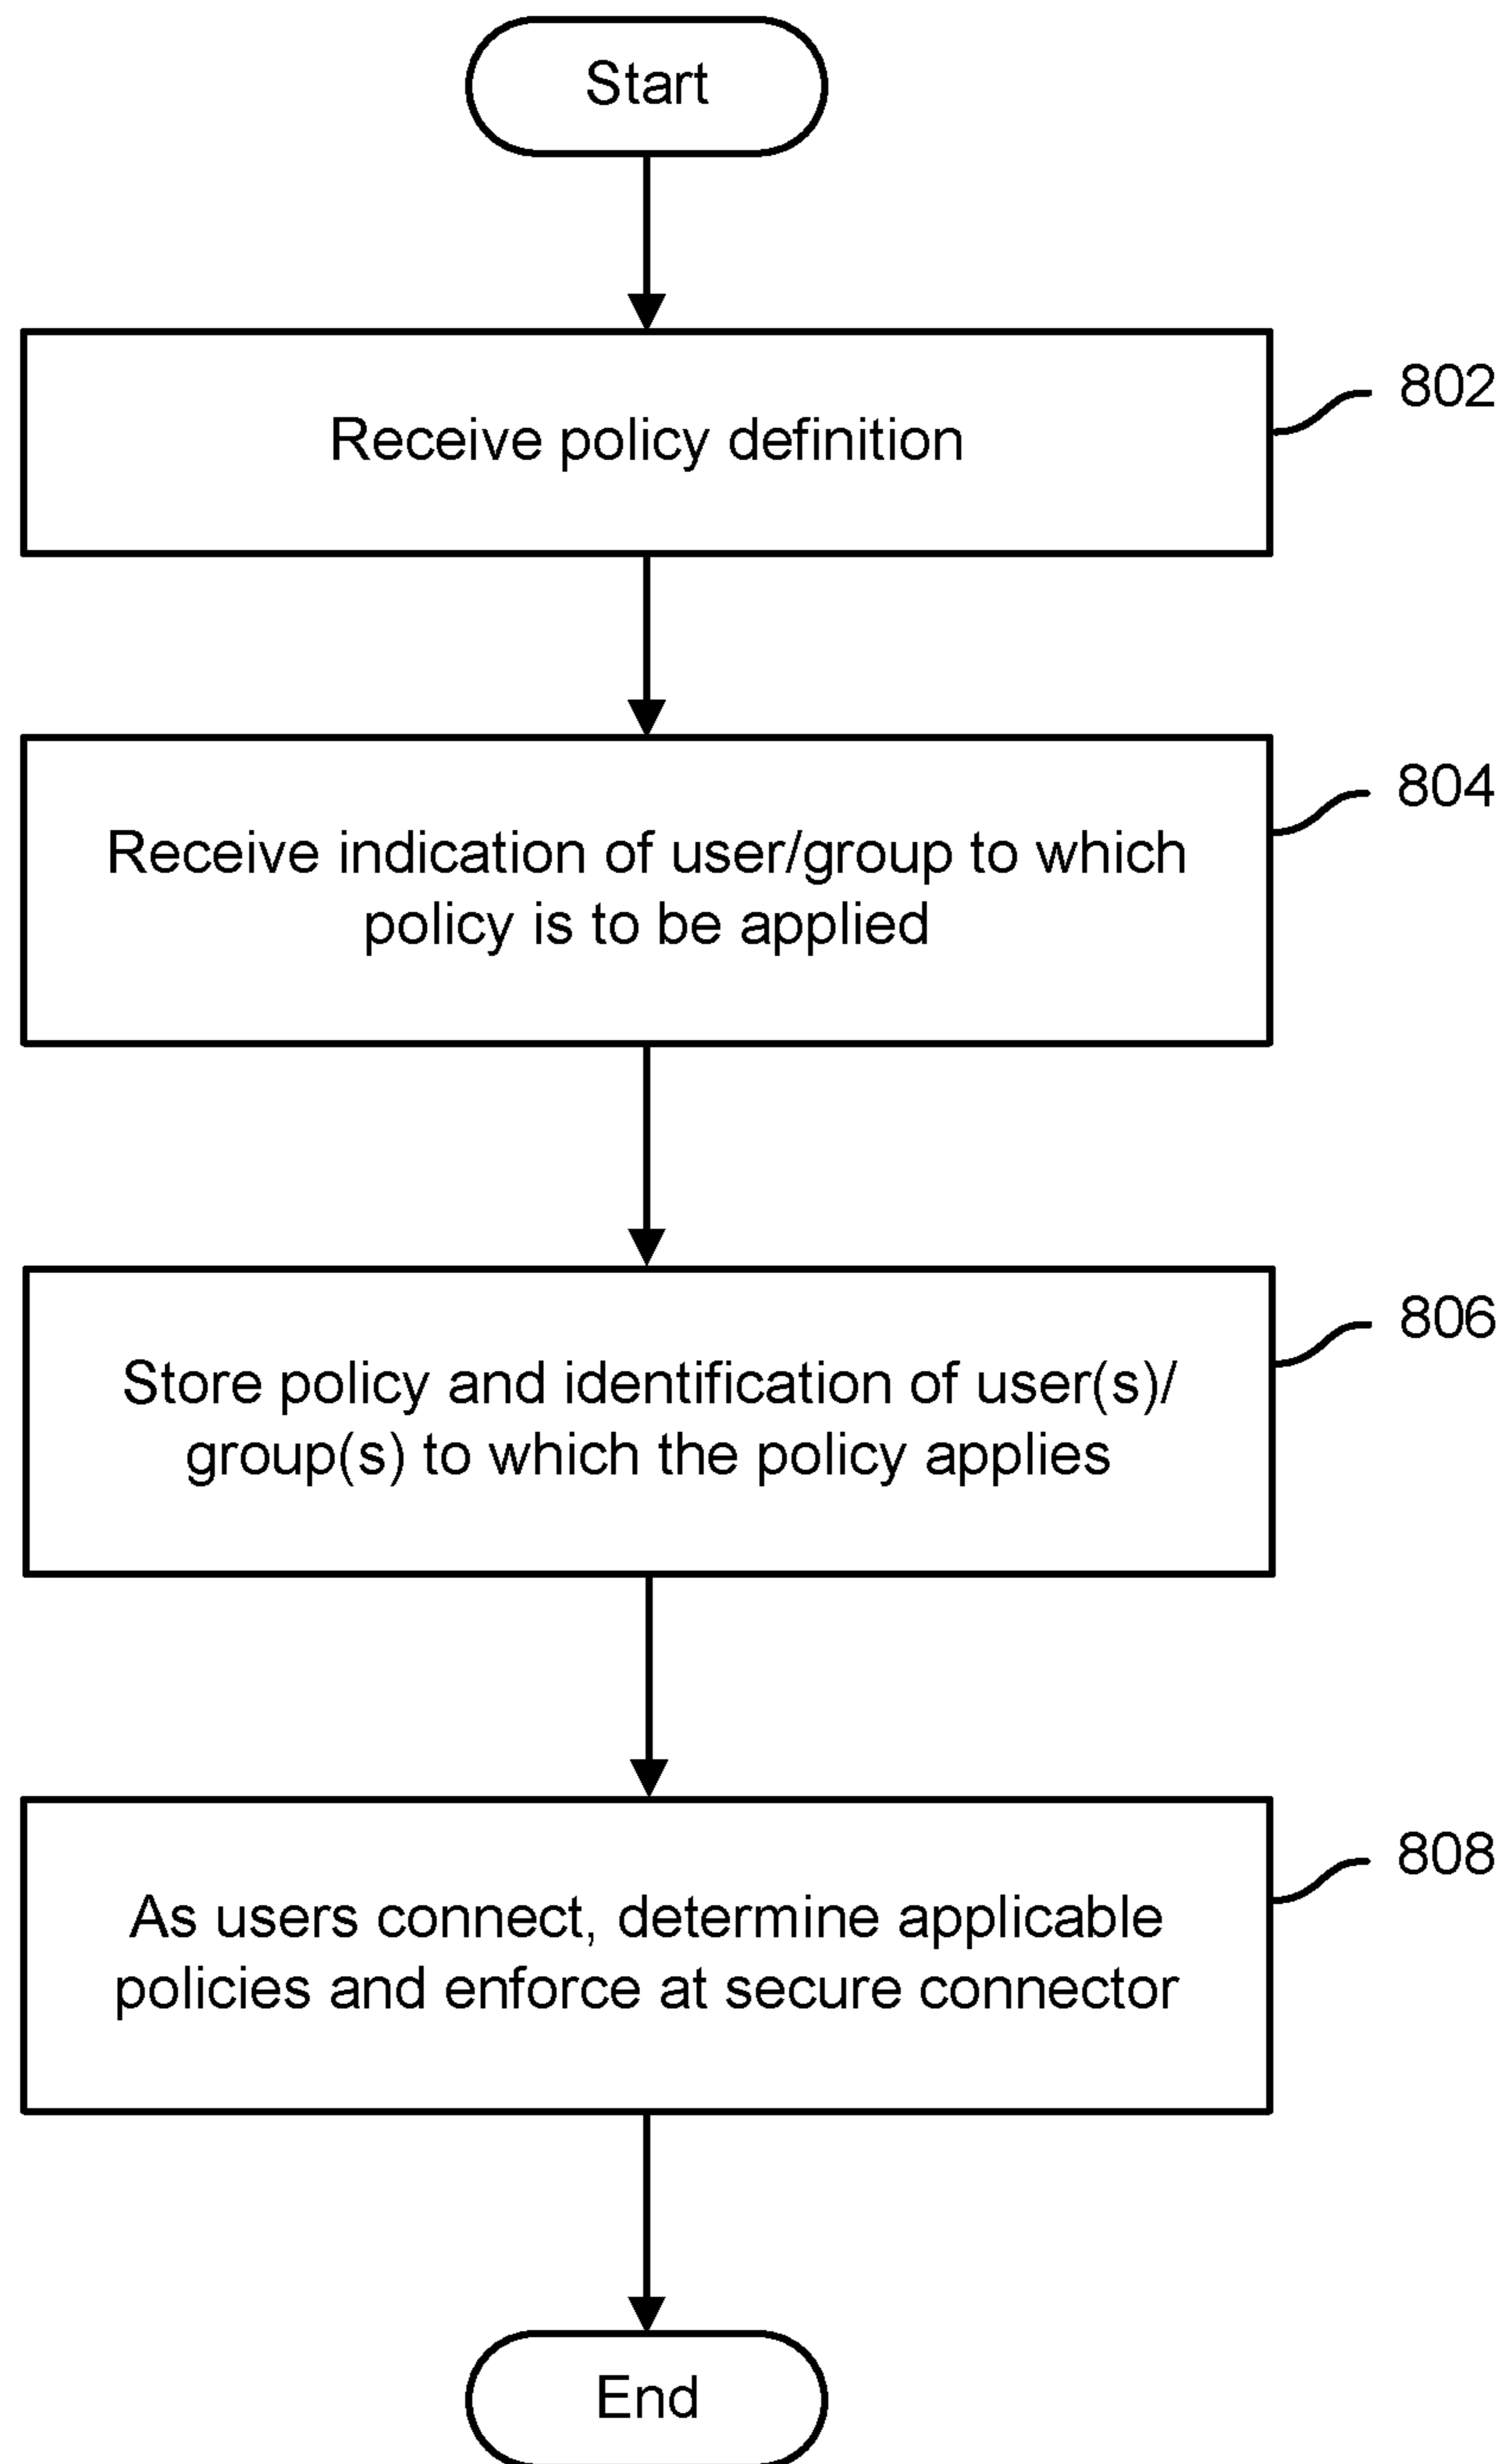 Start
Receive policy definition
802
Receive indication of user/group to which
policy is to be applied
804
Store policy and identification of user(s)/
group(s) to which the policy applies
806
As users connect, determine applicable
policies and enforce at secure connector
808
End